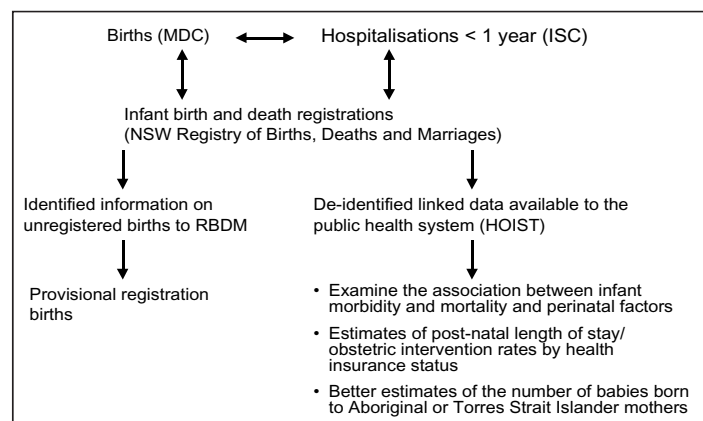 Births (MDC)
Hospitalisations < 1 year (ISC)
Infant birth and death registrations
(NSW Registry of Births, Deaths and Marriages)
Identified information on
unregistered births to RBDM
De-identified linked data available to the
public health system (HOIST)
Provisional registration
births
• Examine the association between infant
morbidity and mortality and perinatal factors
• Estimates of post-natal length of stay/
obstetric intervention rates by health
insurance status
• Better estimates of the number of babies born
to Aboriginal or Torres Strait Islander mothers